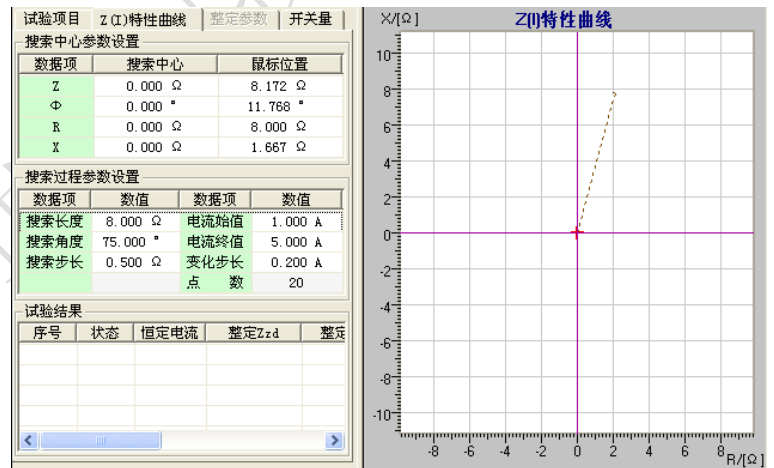 试验项目 Z(I)特性曲线 整定参数 开关量
搜索中心参数设置
数据项 搜索中心 鼠标位置
Z 0.000 Ω 8.172 Ω
Φ 0.000 ° 11.768 °
R 0.000 Ω 8.000 Ω
X 0.000 Ω 1.667 Ω
搜索过程参数设置
数据项 数值 数据项 数值
搜索长度 8.000 Ω 电流始值 1.000 A
搜索角度 75.000 ° 电流终值 5.000 A
搜索步长 0.500 Ω 变化步长 0.200 A
点 数 20
试验结果
序号 状态 恒定电流 整定Zzd 整定
X/[Ω] Z(I)特性曲线
10
8
6
4
2
0
-2
-4
-6
-8
-10
-8 -6 -4 -2 0 2 4 6 8
R/[Ω]